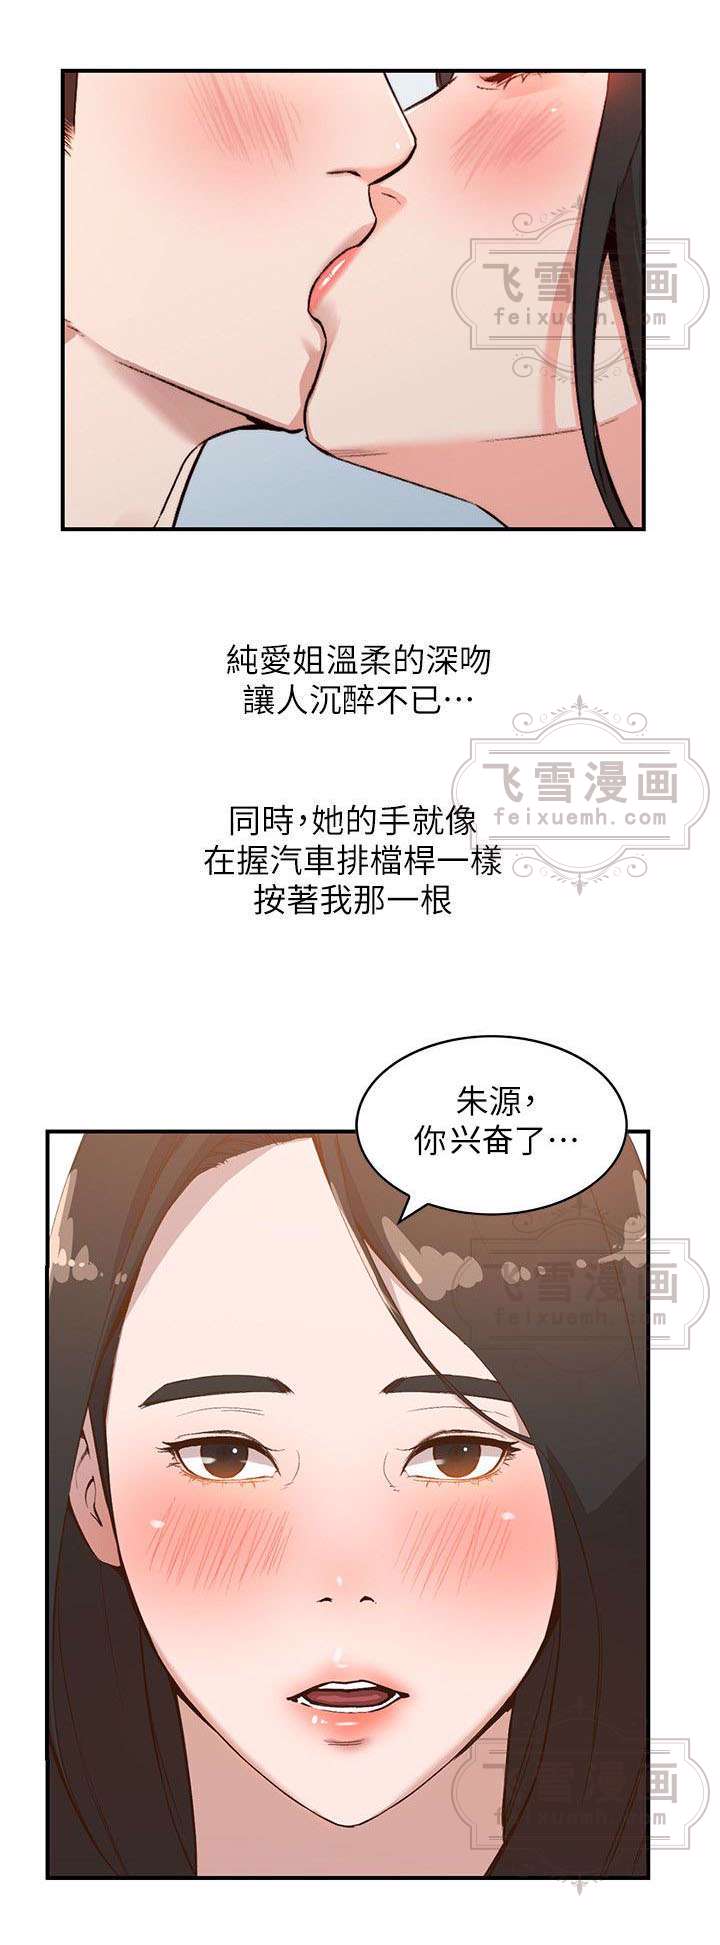 飞雪漫画
feixuemh.com
純愛姐溫柔的深吻
讓人沉醉不已…
飞雪漫画
feixuemh.com
同時，她的手就像
在握汽車排檔桿一樣
按著我那一根
朱源，
你兴奋了…
飞雪漫画
feixuemh.com
飞雪漫画
feixuemh.com